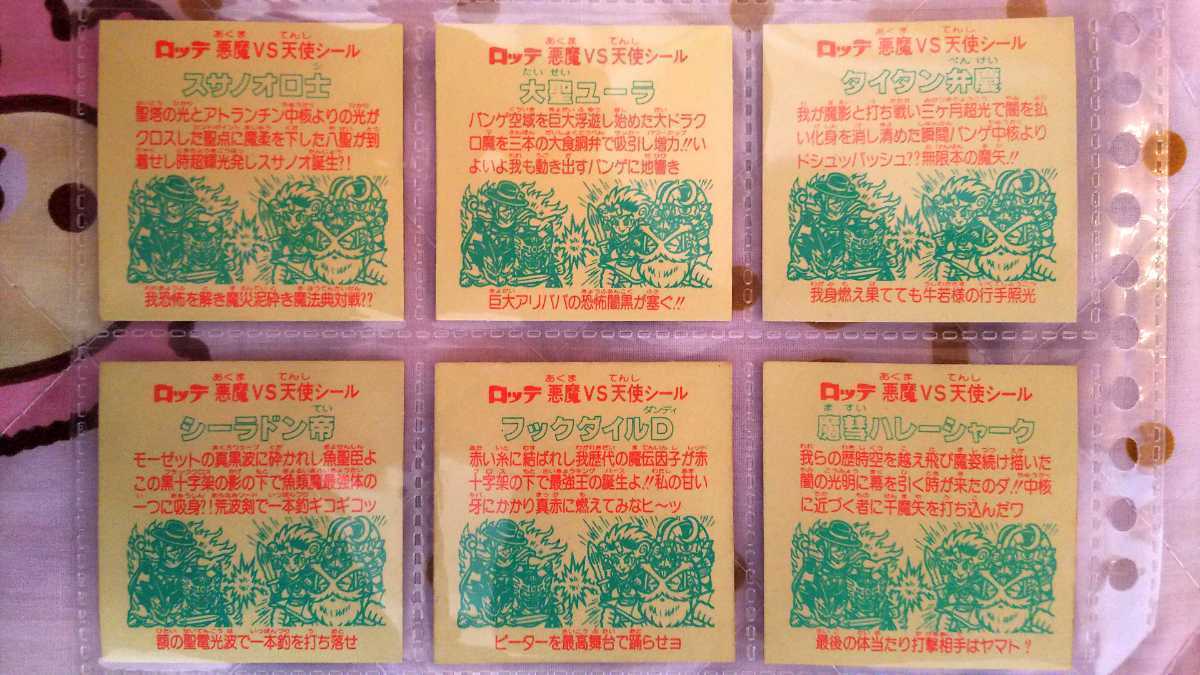 ロッテ 悪魔VS天使シール
スサノオロ士
聖塔の光とアトランチン中核よりの光が
クロスした聖点に魔楽を下した八聖が到
着せし時超輝光発しスサノオ誕生?!
我恐怖を解き魔災泥砕き魔法典対戦??
ロッテ 悪魔VS天使シール
大聖ユーラ
パンゲ空域を巨大浮遊し始めた大ドラク
口魔を三本の大食胴弁で吸引し増力!!い
よいよ我も動き出すパンゲに地響き
巨大アリババの恐怖闇黒が塞ぐ!!
ロッテ 悪魔VS天使シール
タイタン弁慶
我が魔影と打ち戦い三ヶ月超光で闇を払
い化身を消し清めた瞬間パンゲ中核より
ドシュッバッシュ??無限本の魔矢!!
我身燃え果てても牛若様の行手照光
ロッテ 悪魔VS天使シール
シーラドン帝
モーゼットの真黒波に砕かれし魚聖臣よ
この黒十字架の影の下で魚類魔最強体の
一つに吸身?!荒波剣で一本釣ギコギコッ
額の聖電光波で一本釣を打ち落せ
ロッテ 悪魔VS天使シール
フックダイルD
赤い糸に結ばれし我歴代の魔伝因子が赤
十字架の下で最強王の誕生よ!!私の甘い
牙にかかり真赤に燃えてみなヒ〜ッ
ピーターを最高舞台で踊らせョ
ロッテ 悪魔VS天使シール
魔彗ハレーシャーク
我らの歴時空を越え飛び魔姿続け描いた
闇の光明に幕を引く時が来たのダ!!中核
に近づく者に千魔矢を打ち込んだワ
最後の体当たり打撃相手はヤマト?